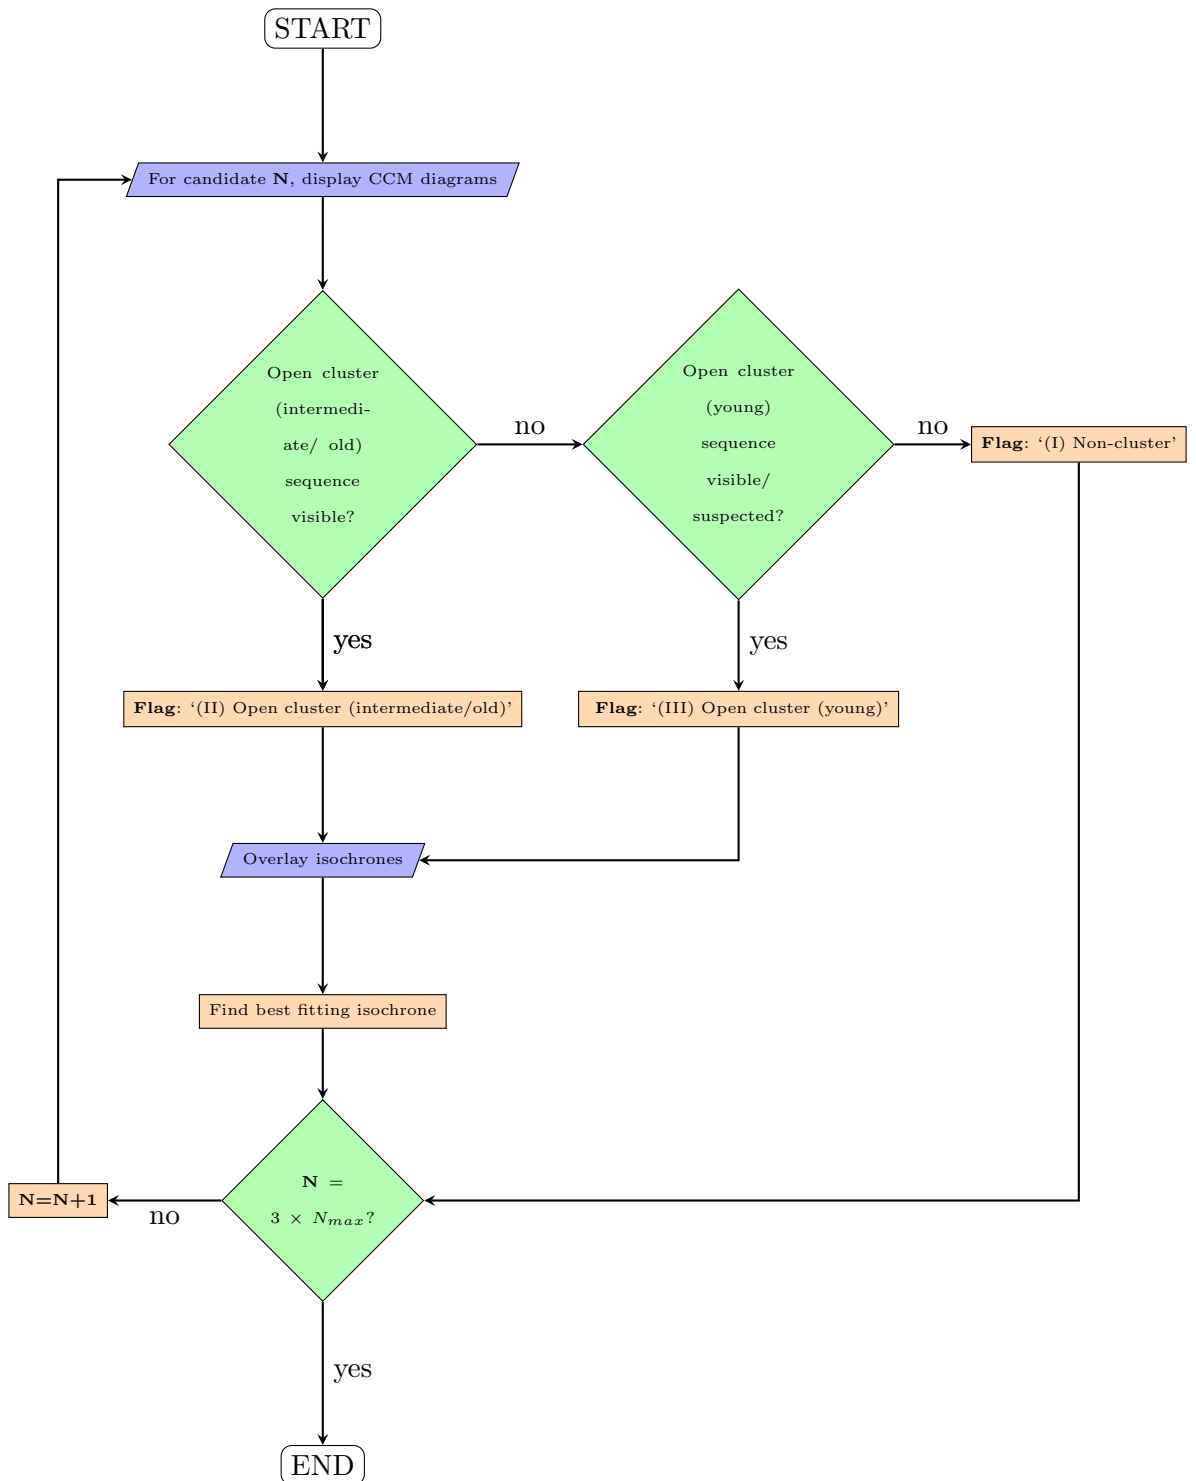 START
For candidate N, display CCM diagrams
Open cluster
(intermedi-
ate/ old)
sequence
visible?
no
Open cluster
(young)
sequence
visible/
suspected?
no
Flag: ‘(I) Non-cluster’
yes
yes
Flag: ‘(II) Open cluster (intermediate/old)’
Flag: ‘(III) Open cluster (young)’
Overlay isochrones
Find best fitting isochrone
N =
3 × N_{max}?
N=N+1
no
yes
END